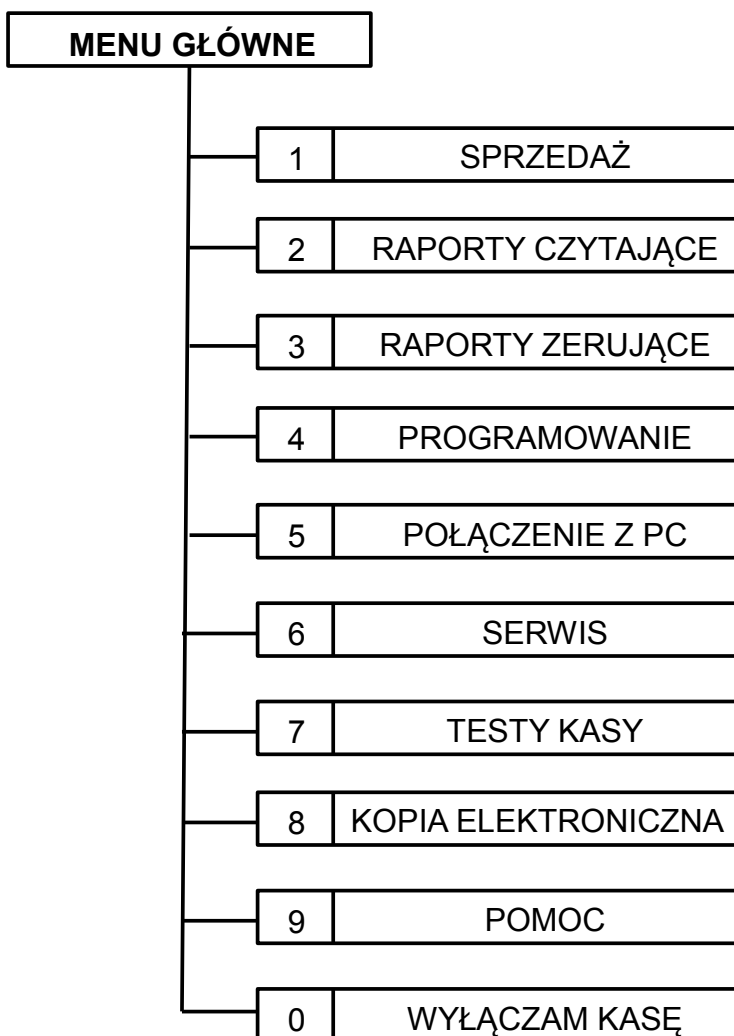 MENU GŁÓWNE
1 SPRZEDAŻ
2 RAPORTY CZYTAJĄCE
3 RAPORTY ZERUJĄCE
4 PROGRAMOWANIE
5 POŁĄCZENIE Z PC
6 SERWIS
7 TESTY KASY
8 KOPIA ELEKTRONICZNA
9 POMOC
0 WYŁĄCZAM KASĘ